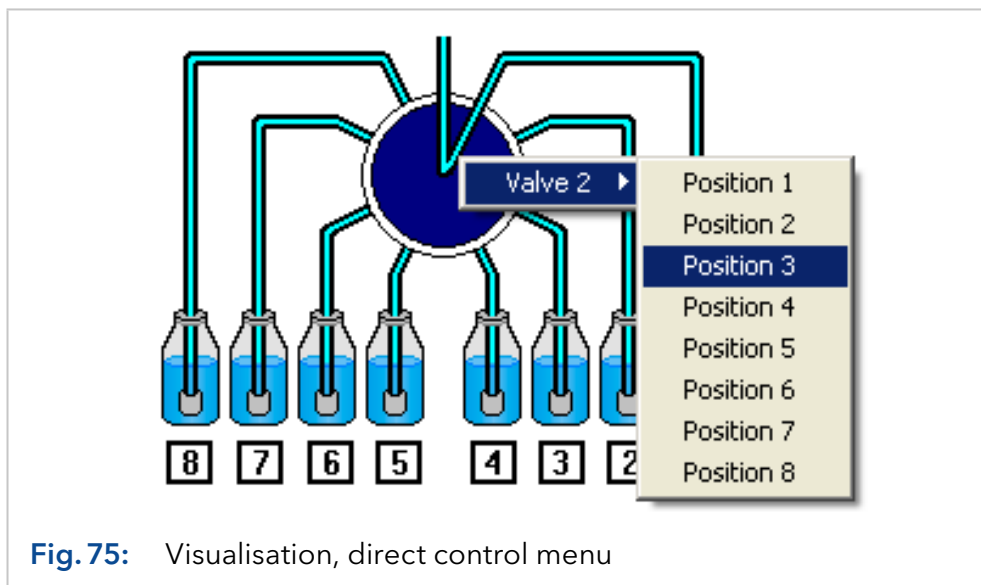 Valve 2
Position 1
Position 2
Position 3
Position 4
Position 5
Position 6
Position 7
Position 8
8 7 6 5 4 3 2
Fig. 75: Visualisation, direct control menu